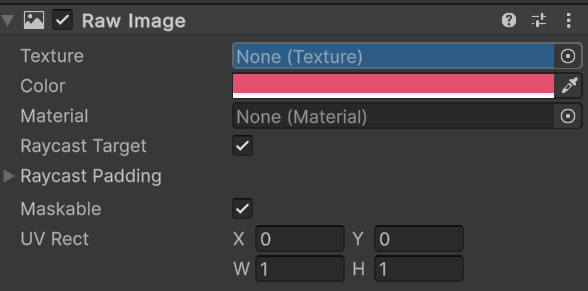 Raw Image
Texture None (Texture)
Color
Material None (Material)
Raycast Target
Raycast Padding
Maskable
UV Rect X 0 Y 0
W 1 H 1